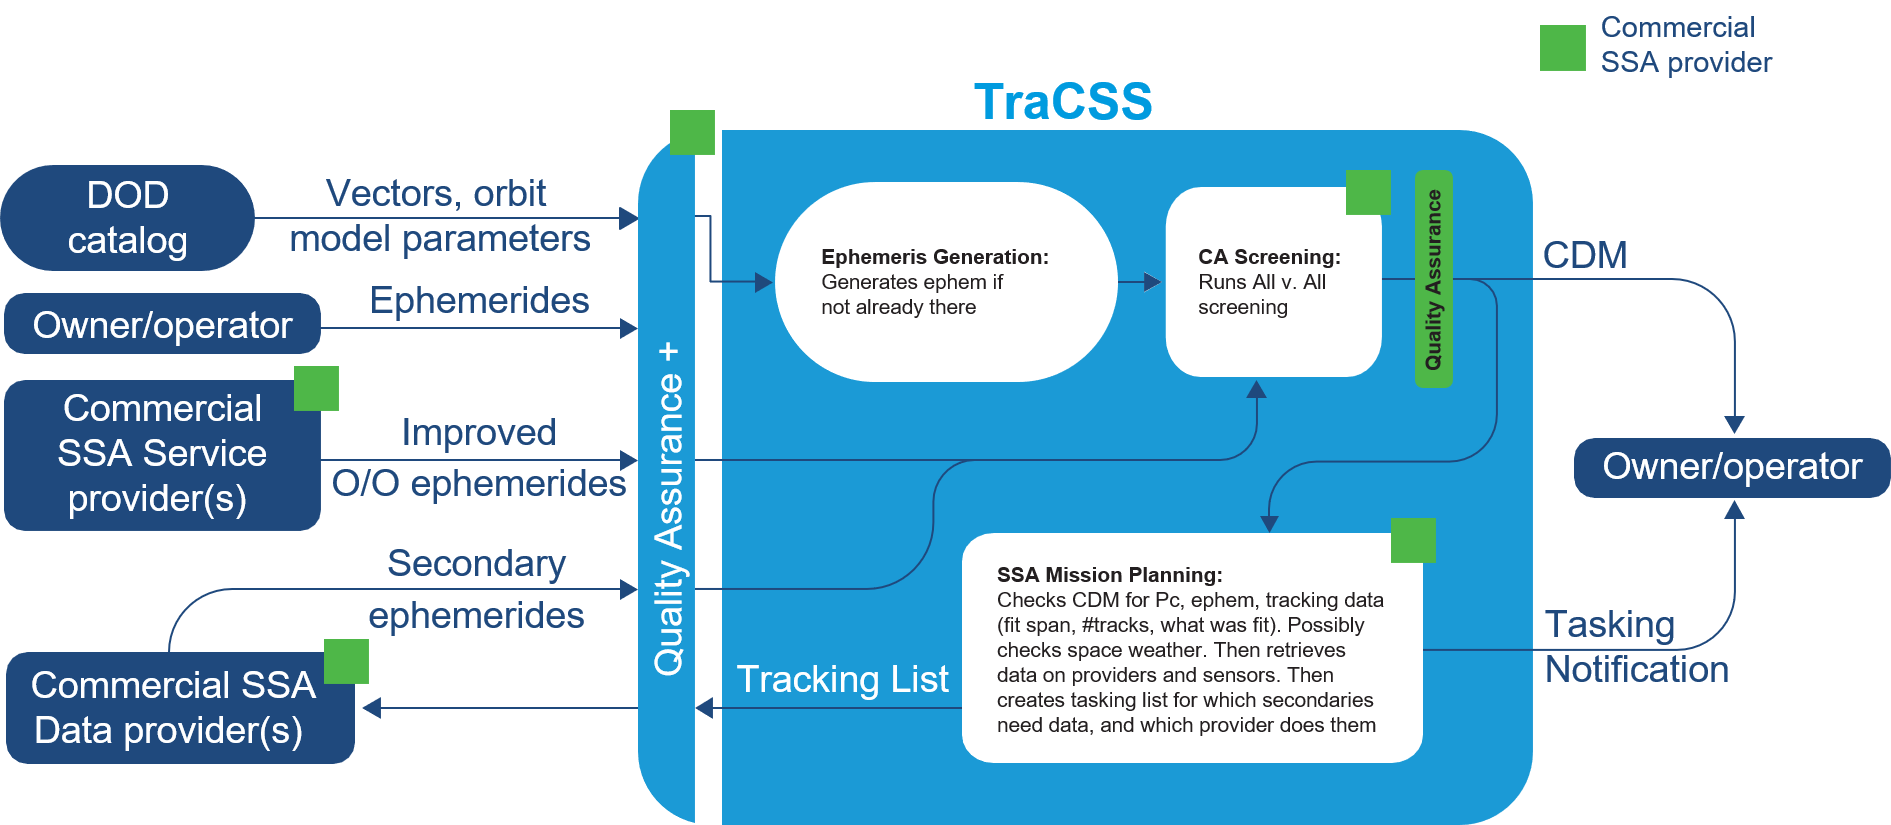 Commercial
SSA provider
TraCSS
DOD
catalog
Vectors, orbit
model parameters
Owner/operator
Ephemerides
Commercial
SSA Service
provider(s)
Improved
O/O ephemerides
Secondary
ephemerides
Commercial SSA
Data provider(s)
Quality Assurance +
Ephemeris Generation:
Generates ephem if
not already there
CA Screening:
Runs All v. All
screening
Quality Assurance
CDM
Owner/operator
SSA Mission Planning:
Checks CDM for Pc, ephem, tracking data
(fit span, #tracks, what was fit). Possibly
checks space weather. Then retrieves
data on providers and sensors. Then
creates tasking list for which secondaries
need data, and which provider does them
Tracking List
Tasking
Notification